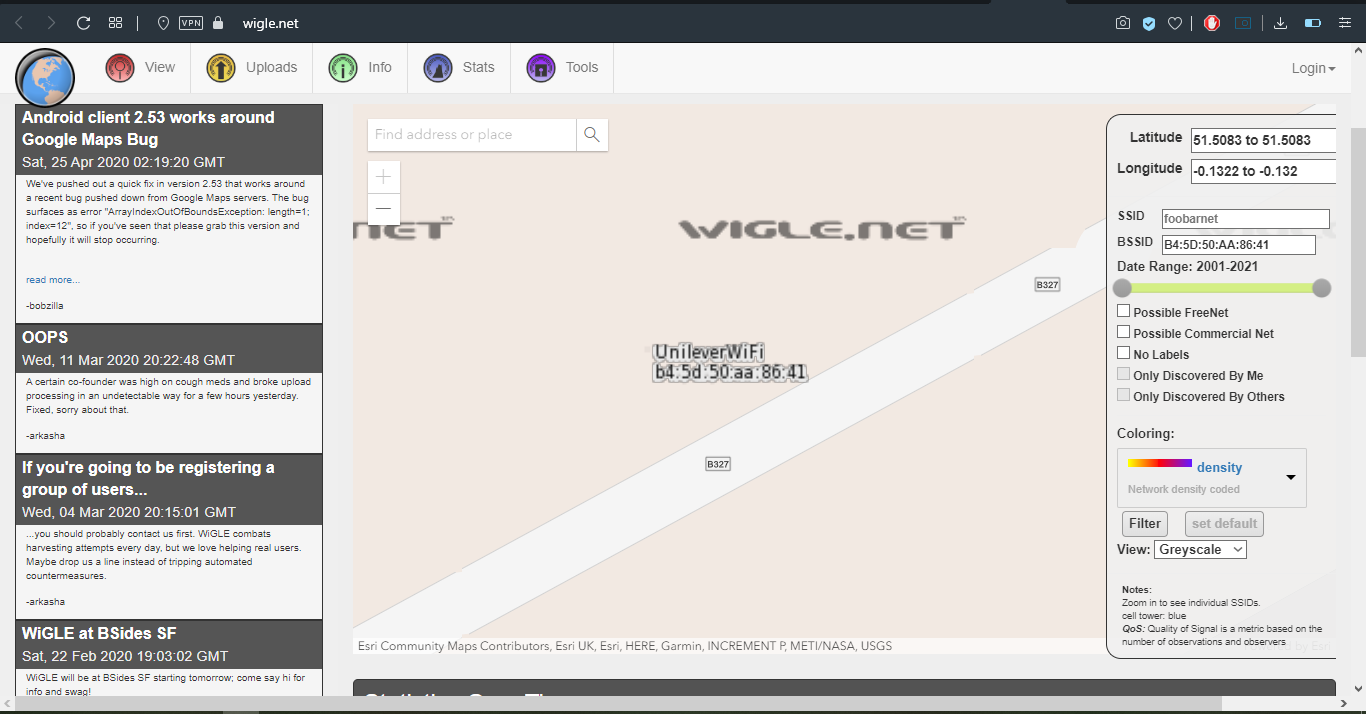 VPN wigle.net
View Uploads Info Stats Tools Login
Android client 2.53 works around
Google Maps Bug
Sat, 25 Apr 2020 02:19:20 GMT
We've pushed out a quick fix in version 2.53 that works around
a recent bug pushed down from Google Maps servers. The bug
surfaces as error "ArrayIndexOutOfBoundsException: length=1;
index=12", so if you've seen that please grab this version and
hopefully it will stop occurring.
read more...
-bobzilla
OOPS
Wed, 11 Mar 2020 20:22:48 GMT
A certain co-founder was high on cough meds and broke upload
processing in an undetectable way for a few hours yesterday.
Fixed, sorry about that.
-arkasha
If you're going to be registering a
group of users...
Wed, 04 Mar 2020 20:15:01 GMT
...you should probably contact us first. WiGLE combats
harvesting attempts every day, but we love helping real users.
Maybe drop us a line instead of tripping automated
countermeasures.
-arkasha
WiGLE at BSides SF
Sat, 22 Feb 2020 19:03:02 GMT
WiGLE will be at BSides SF starting tomorrow; come say hi for
info and swag!
Find address or place
WIGLE.NET
B327
UnileverWiFi
b4:5d:50:aa:86:41
B327
Esri Community Maps Contributors, Esri UK, Esri, HERE, Garmin, INCREMENT P, METI/NASA, USGS
Latitude 51.5083 to 51.5083
Longitude -0.1322 to -0.132
SSID foobarnet
BSSID B4:5D:50:AA:86:41
Date Range: 2001-2021
Possible FreeNet
Possible Commercial Net
No Labels
Only Discovered By Me
Only Discovered By Others
Coloring:
density
Network density coded
Filter set default
View: Greyscale
Notes:
Zoom in to see individual SSIDs.
cell tower: blue
QoS: Quality of Signal is a metric based on the
number of observations and observers